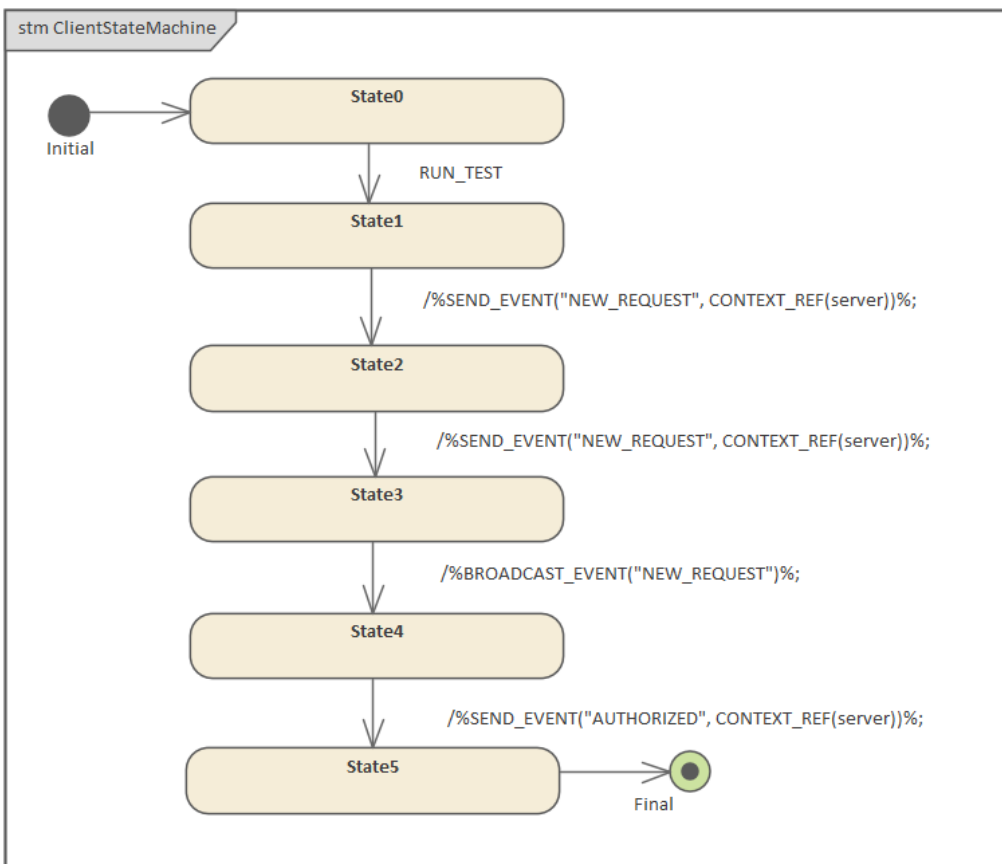 stm ClientStateMachine
State0
Initial
RUN_TEST
State1
/%SEND_EVENT("NEW_REQUEST", CONTEXT_REF(server))%;
State2
/%SEND_EVENT("NEW_REQUEST", CONTEXT_REF(server))%;
State3
/%BROADCAST_EVENT("NEW_REQUEST")%;
State4
/%SEND_EVENT("AUTHORIZED", CONTEXT_REF(server))%;
State5
Final